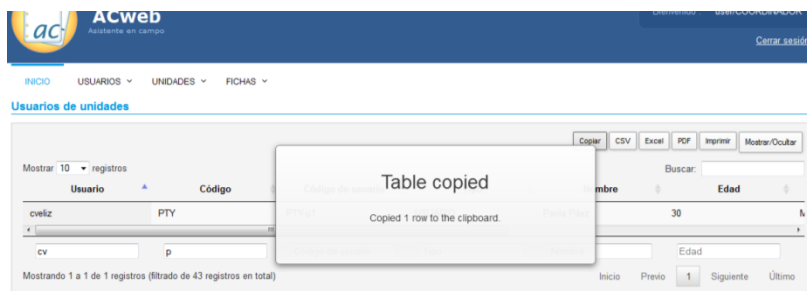 ac
ACweb
Asistente en campo
Bienvenido: user/COORDINADOR
Cerrar sesión
INICIO USUARIOS UNIDADES FICHAS
Usuarios de unidades
Copiar CSV Excel PDF Imprimir Mostrar/Ocultar
Mostrar 10 registros Buscar:
Usuario Código Nombre Edad
cveliz PTY 30
Table copied
Copied 1 row to the clipboard.
cv p Edad
Mostrando 1 a 1 de 1 registros (filtrado de 43 registros en total) Inicio Previo 1 Siguiente Último